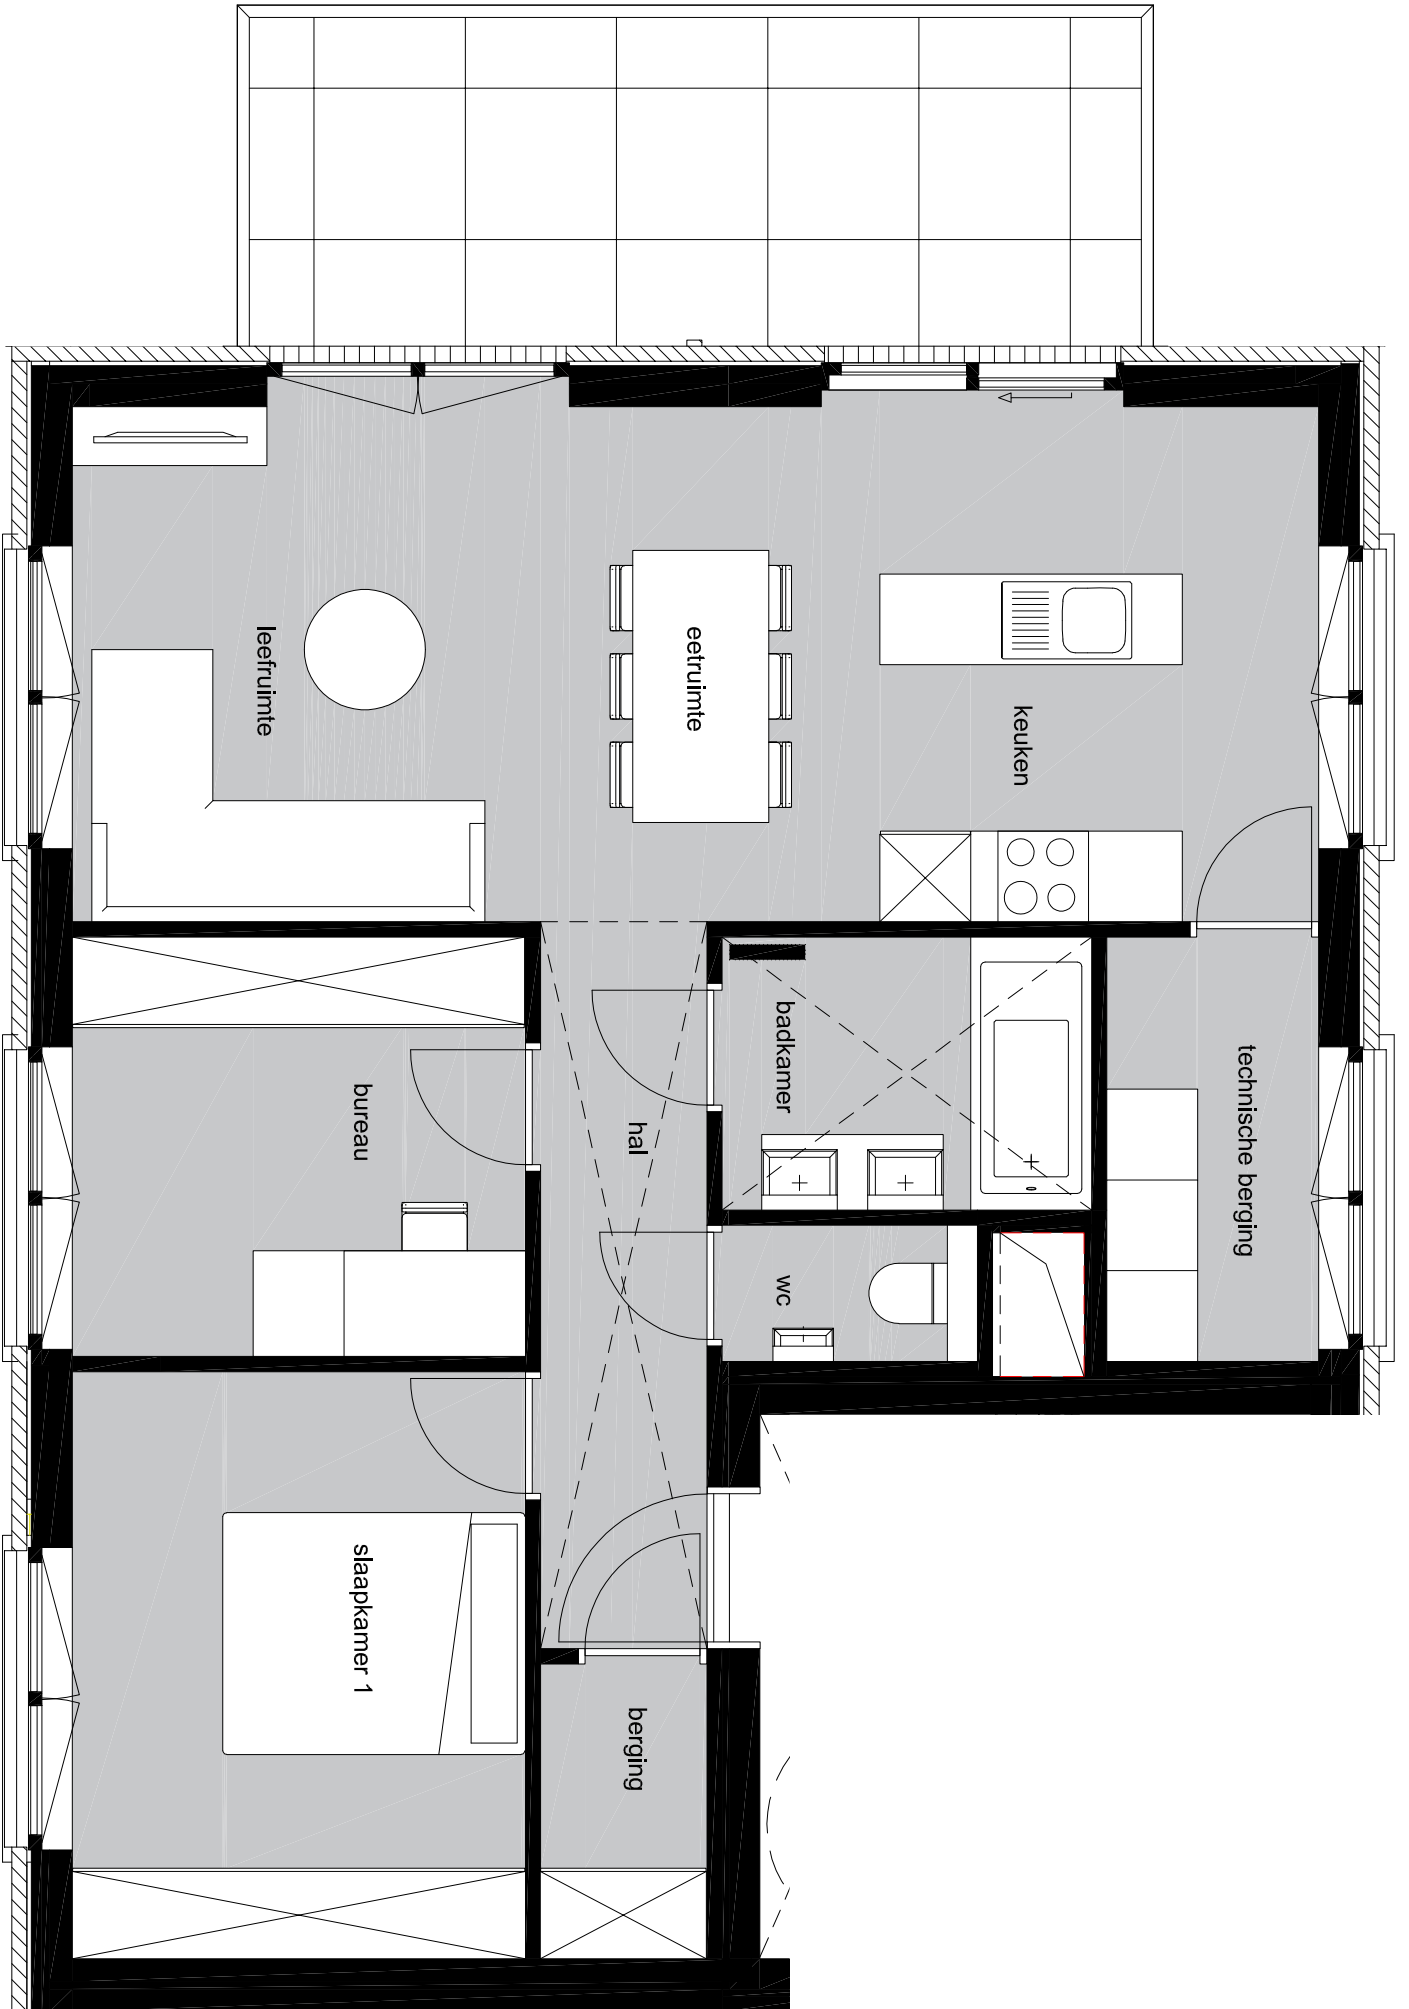 leefruimte
eetruimte
keuken
badkamer
technische berging
bureau
hal
wc
slaapkamer 1
berging